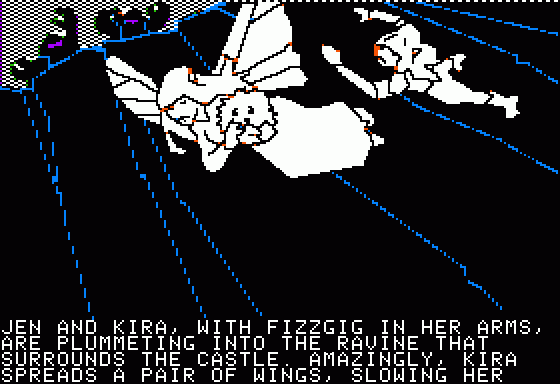 JEN AND KIRA, WITH FIZZGIG IN HER ARMS,
ARE PLUMMETING INTO THE RAVINE THAT
SURROUNDS THE CASTLE. AMAZINGLY, KIRA
SPREADS A PAIR OF WINGS, SLOWING HER